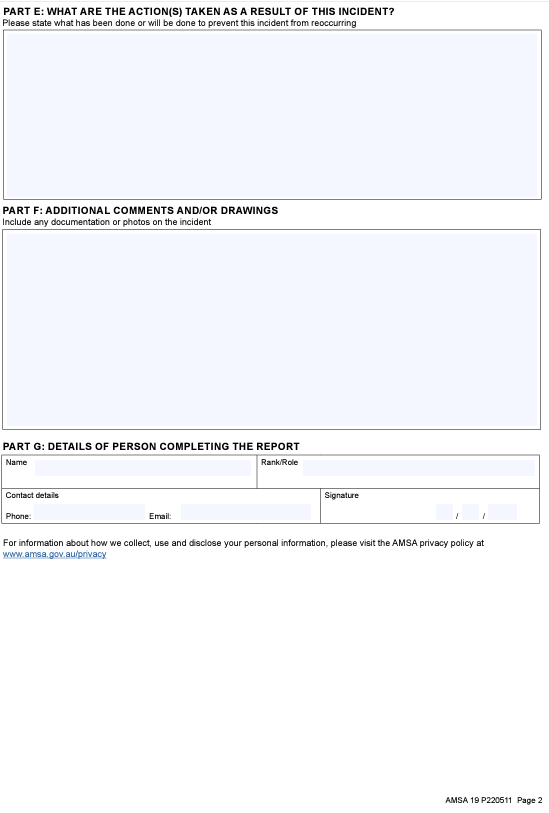 PART E: WHAT ARE THE ACTION(S) TAKEN AS A RESULT OF THIS INCIDENT?
Please state what has been done or will be done to prevent this incident from reoccurring
PART F: ADDITIONAL COMMENTS AND/OR DRAWINGS
Include any documentation or photos on the incident
PART G: DETAILS OF PERSON COMPLETING THE REPORT
Name Rank/Role
Contact details Signature
Phone: Email: / /
For information about how we collect, use and disclose your personal information, please visit the AMSA privacy policy at
www.amsa.gov.au/privacy
AMSA 19 P220511 Page 2